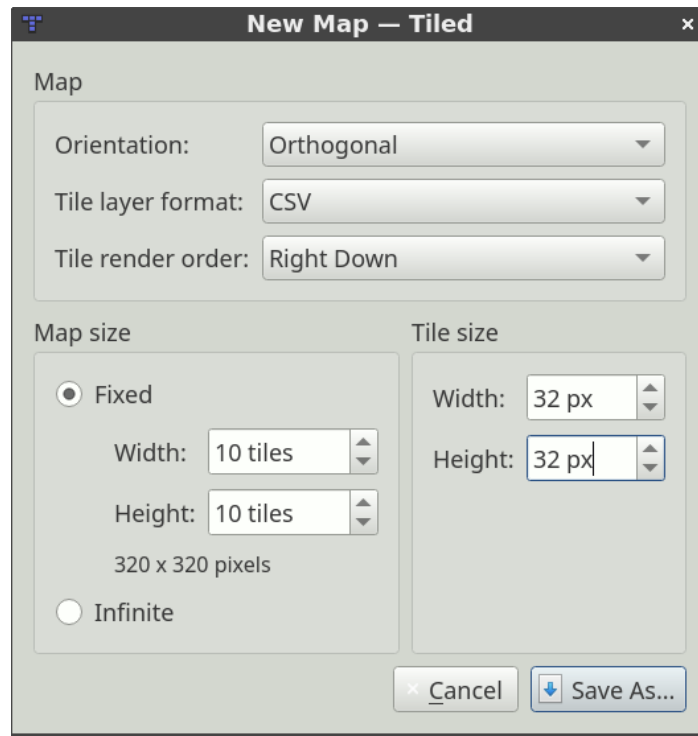 New Map — Tiled
Map
Orientation: Orthogonal
Tile layer format: CSV
Tile render order: Right Down
Map size
Fixed
Width: 10 tiles
Height: 10 tiles
320 x 320 pixels
Infinite
Tile size
Width: 32 px
Height: 32 px
Cancel
Save As...